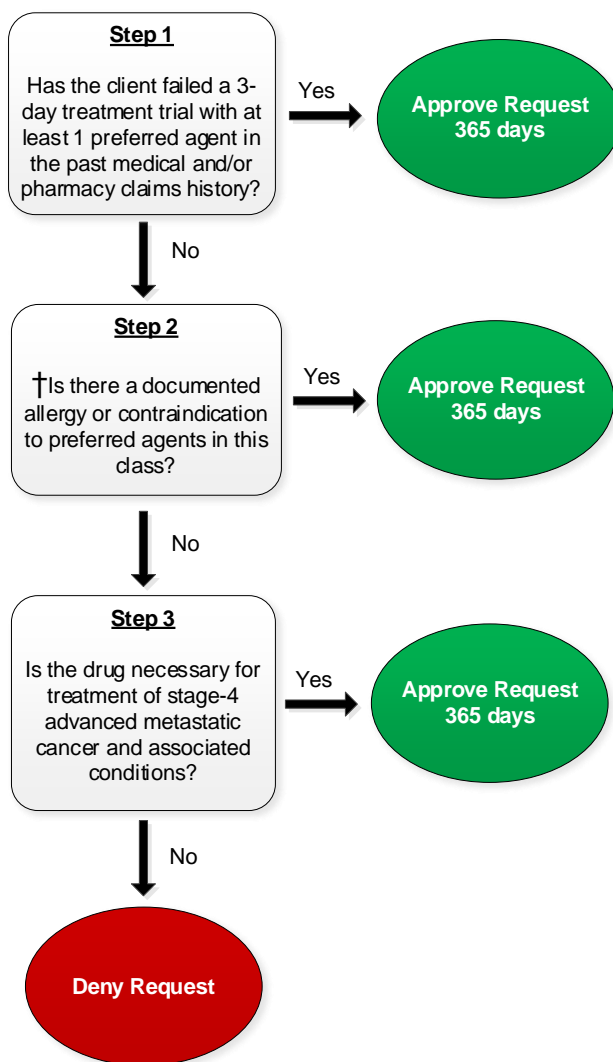 Step 1
Has the client failed a 3-
day treatment trial with at
least 1 preferred agent in
the past medical and/or
pharmacy claims history?
Yes
Approve Request
365 days
No
Step 2
†Is there a documented
allergy or contraindication
to preferred agents in this
class?
Yes
Approve Request
365 days
No
Step 3
Is the drug necessary for
treatment of stage-4
advanced metastatic
cancer and associated
conditions?
Yes
Approve Request
365 days
No
Deny Request